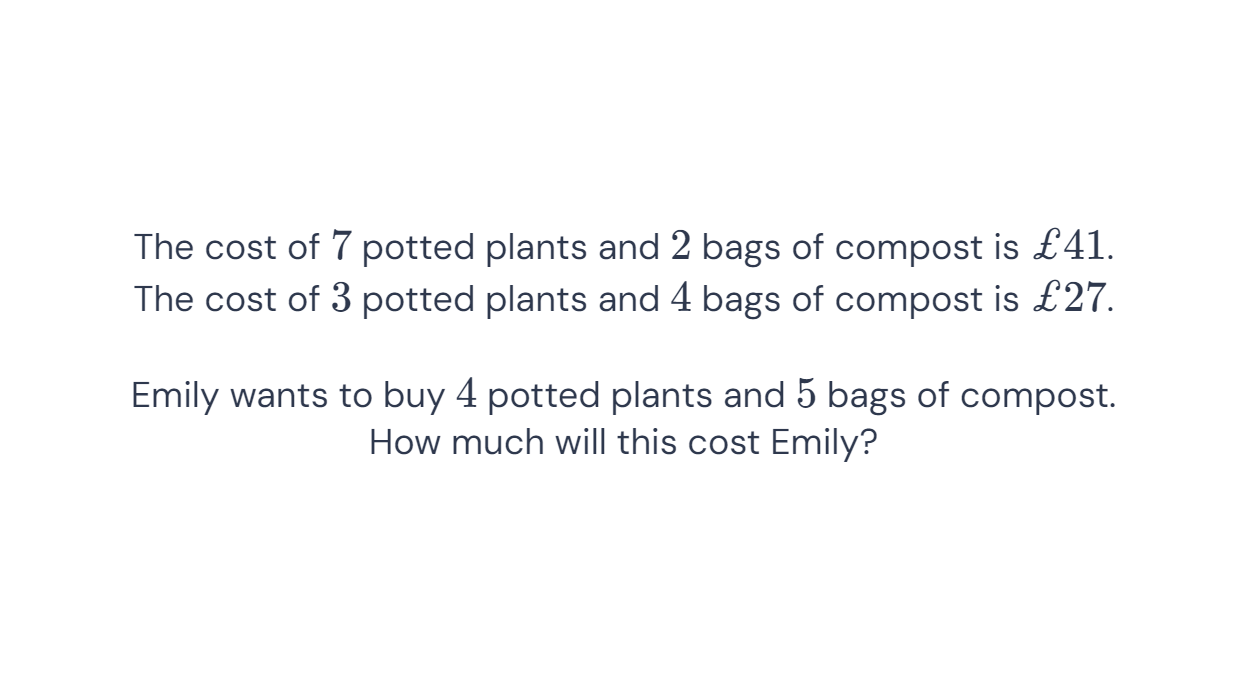 The cost of 7 potted plants and 2 bags of compost is £41.
The cost of 3 potted plants and 4 bags of compost is £27.
Emily wants to buy 4 potted plants and 5 bags of compost.
How much will this cost Emily?